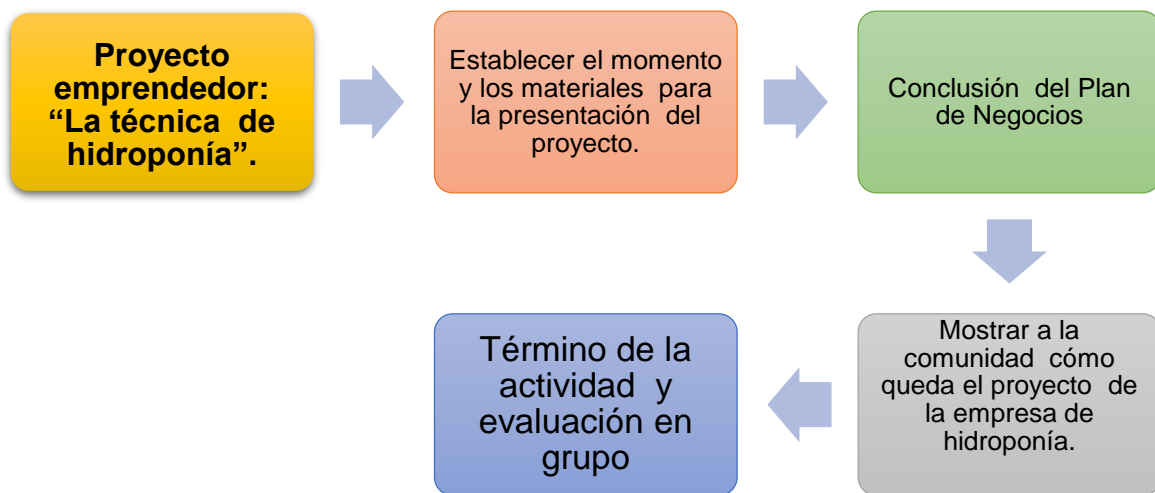 Proyecto
emprendedor:
“La técnica de
hidroponía”.
Establecer el momento
y los materiales para
la presentación del
proyecto.
Conclusión del Plan
de Negocios
Mostrar a la
comunidad cómo
queda el proyecto de
la empresa de
hidroponía.
Término de la
actividad y
evaluación en
grupo